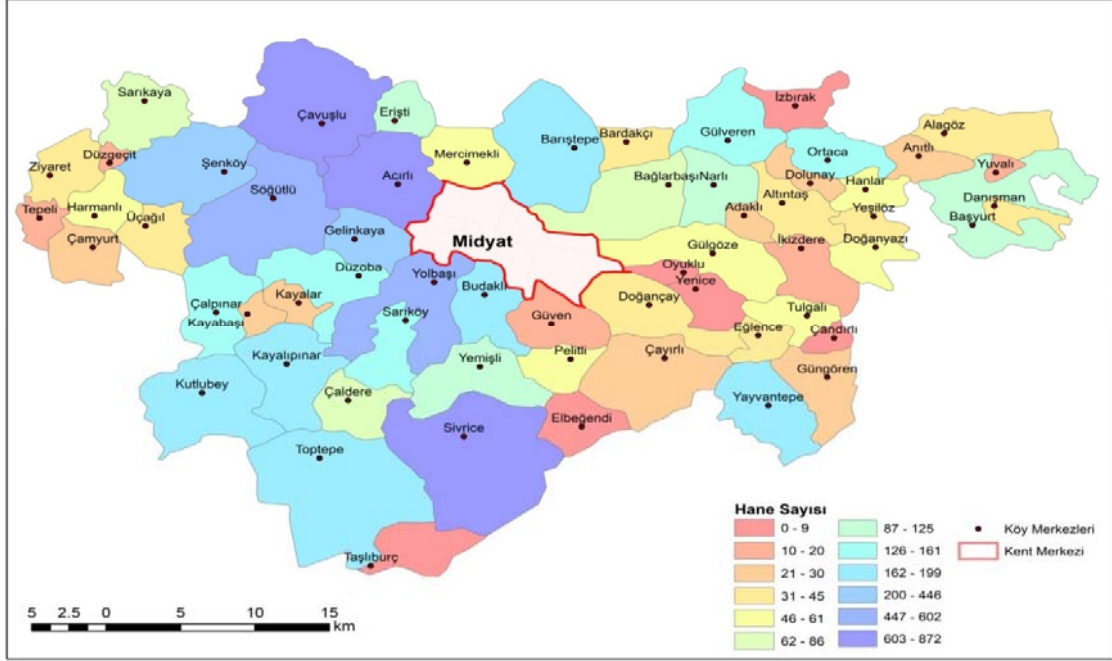 Sarıkaya
Çavuşlu
Erişti
İzbırak
Barıştepe
Bardakçı
Gülveren
Alagöz
Ziyaret
Düzgeçit
Şenköy
Mercimekli
Ortaca
Anıtlı
Söğütlü
Acırlı
Bağlarbaşı
Narlı
Dolunay
Yuvalı
Hanlar
Tepeli
Harmanlı
Üçağıl
Adaklı
Altıntaş
Danışman
Yeşilöz
Başyurt
Çamyurt
Gelinkaya
Midyat
Gülgöze
İkizdere
Doğanyazı
Düzoba
Yolbaşı
Budaklı
Oyuklu
Yenice
Çalpınar
Kayalar
Kayabaşı
Sarıköy
Güven
Doğançay
Tulgalı
Eğlence
Çandırlı
Kayalıpınar
Yemişli
Pelitli
Çayırlı
Güngören
Kutlubey
Çaldere
Yayvantepe
Sivrice
Elbeğendi
Toptepe
Taşlıburç
Hane Sayısı
0 - 9
10 - 20
21 - 30
31 - 45
46 - 61
62 - 86
87 - 125
126 - 161
162 - 199
200 - 446
447 - 602
603 - 872
Köy Merkezleri
Kent Merkezi
5 2.5 0 5 10 15
km